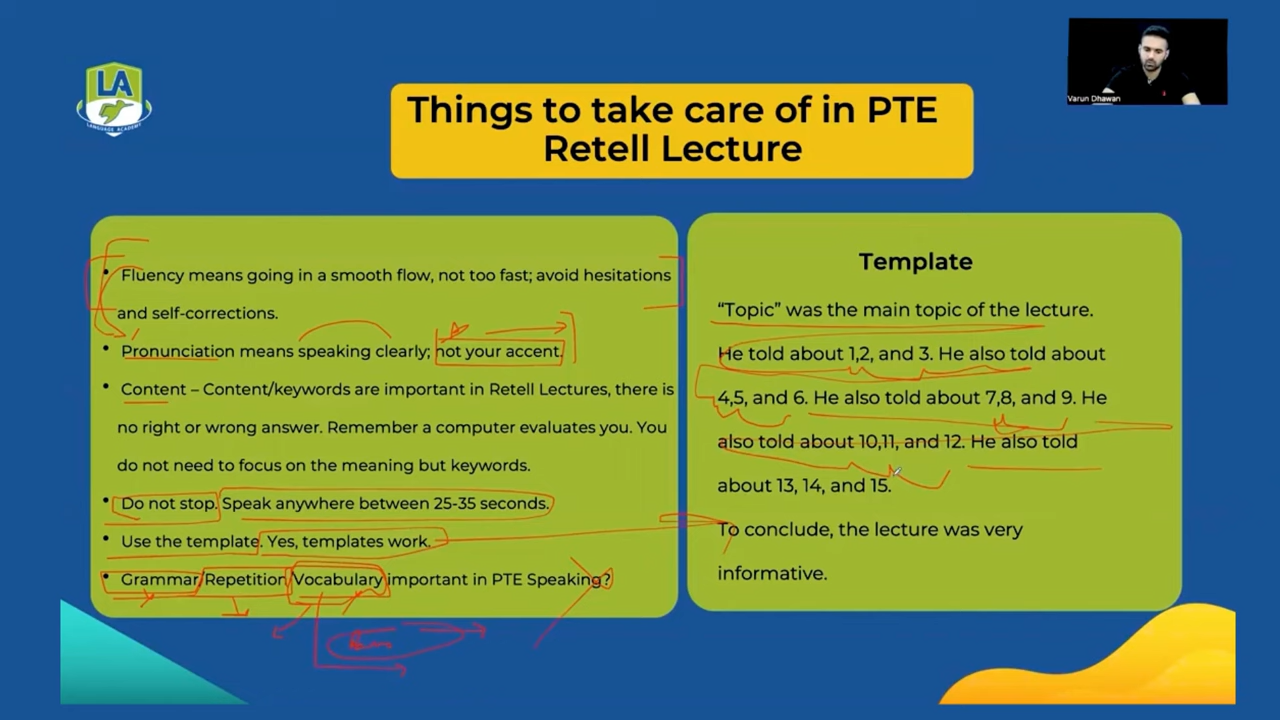 LA
LANGUAGE ACADEMY
Varun Dhawan
Things to take care of in PTE
Retell Lecture
• Fluency means going in a smooth flow, not too fast; avoid hesitations
and self-corrections.
• Pronunciation means speaking clearly; not your accent.
• Content – Content/keywords are important in Retell Lectures, there is
no right or wrong answer. Remember a computer evaluates you. You
do not need to focus on the meaning but keywords.
• Do not stop. Speak anywhere between 25-35 seconds.
• Use the template. Yes, templates work.
• Grammar/Repetition/Vocabulary important in PTE Speaking?
Template
“Topic” was the main topic of the lecture.
He told about 1,2, and 3. He also told about
4,5, and 6. He also told about 7,8, and 9. He
also told about 10,11, and 12. He also told
about 13, 14, and 15.
To conclude, the lecture was very
informative.